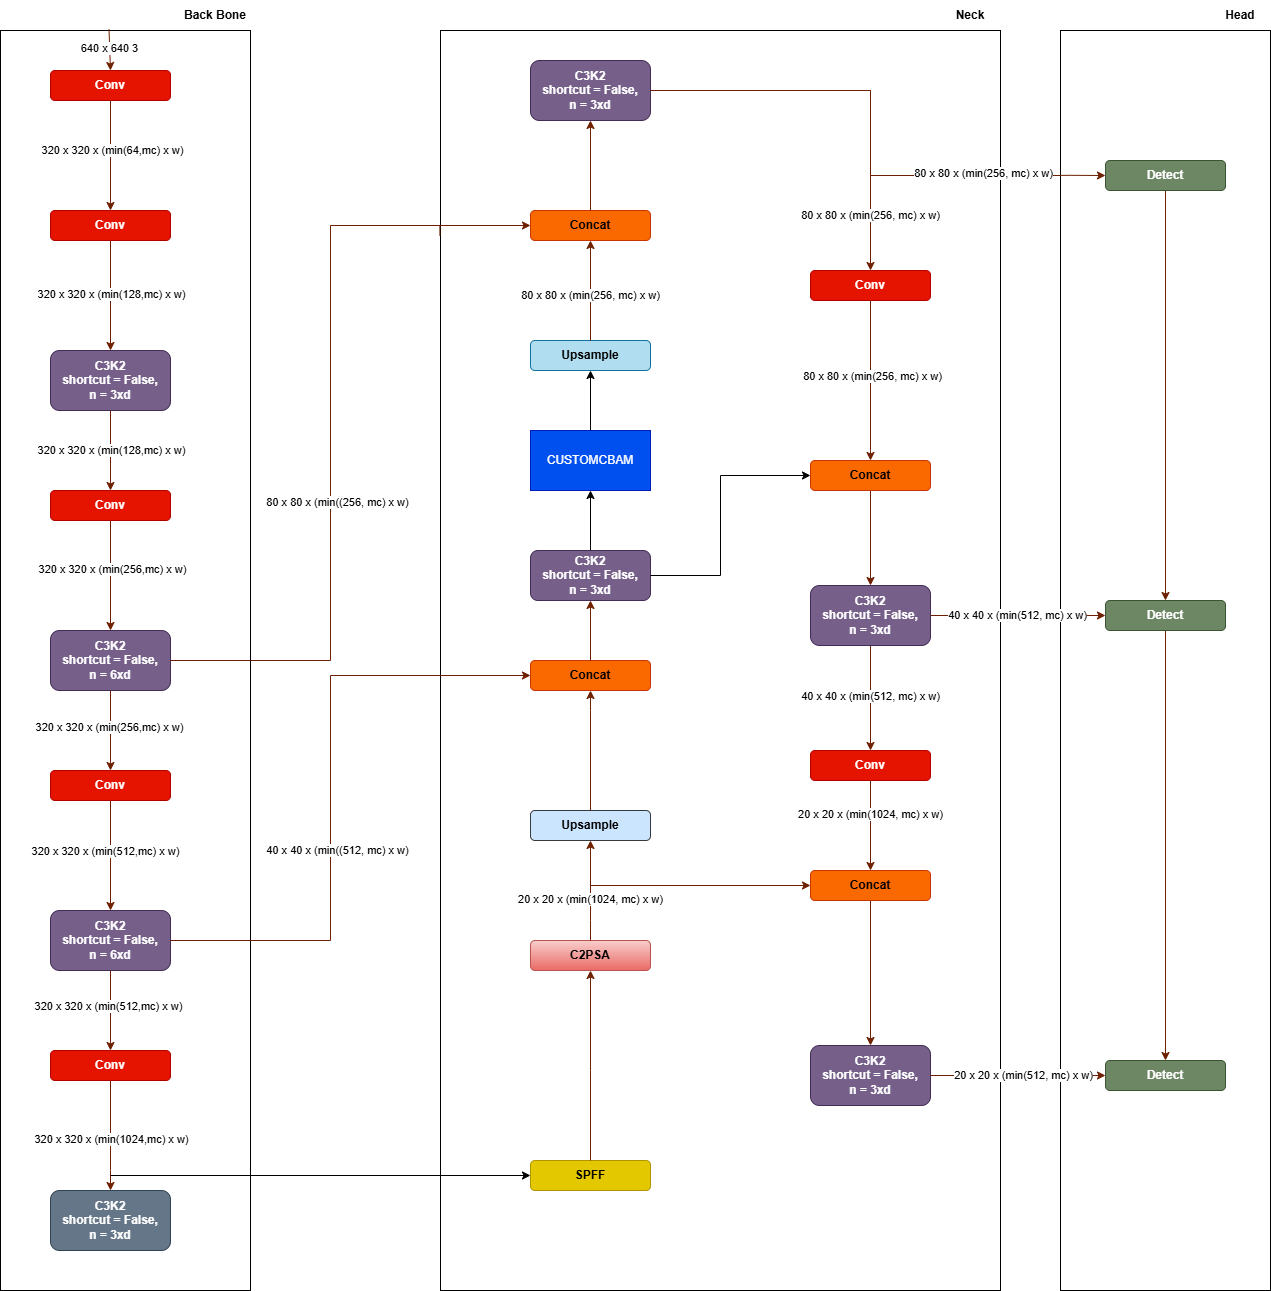 Back Bone
640 x 640 3
Conv
320 x 320 x (min(64,mc) x w)
Conv
320 x 320 x (min(128,mc) x w)
C3K2
shortcut = False,
n = 3xd
320 x 320 x (min(128,mc) x w)
Conv
320 x 320 x (min(256,mc) x w)
C3K2
shortcut = False,
n = 6xd
320 x 320 x (min(256,mc) x w)
Conv
320 x 320 x (min(512,mc) x w)
C3K2
shortcut = False,
n = 6xd
320 x 320 x (min(512,mc) x w)
Conv
320 x 320 x (min(1024,mc) x w)
C3K2
shortcut = False,
n = 3xd
80 x 80 x (min((256, mc) x w)
40 x 40 x (min((512, mc) x w)
Neck
C3K2
shortcut = False,
n = 3xd
Concat
80 x 80 x (min(256, mc) x w)
Upsample
CUSTOMCBAM
C3K2
shortcut = False,
n = 3xd
Concat
Upsample
20 x 20 x (min(1024, mc) x w)
C2PSA
SPFF
80 x 80 x (min(256, mc) x w)
80 x 80 x (min(256, mc) x w)
Conv
80 x 80 x (min(256, mc) x w)
Concat
C3K2
shortcut = False,
n = 3xd
40 x 40 x (min(512, mc) x w)
40 x 40 x (min(512, mc) x w)
Conv
20 x 20 x (min(1024, mc) x w)
Concat
C3K2
shortcut = False,
n = 3xd
20 x 20 x (min(512, mc) x w)
Head
Detect
Detect
Detect